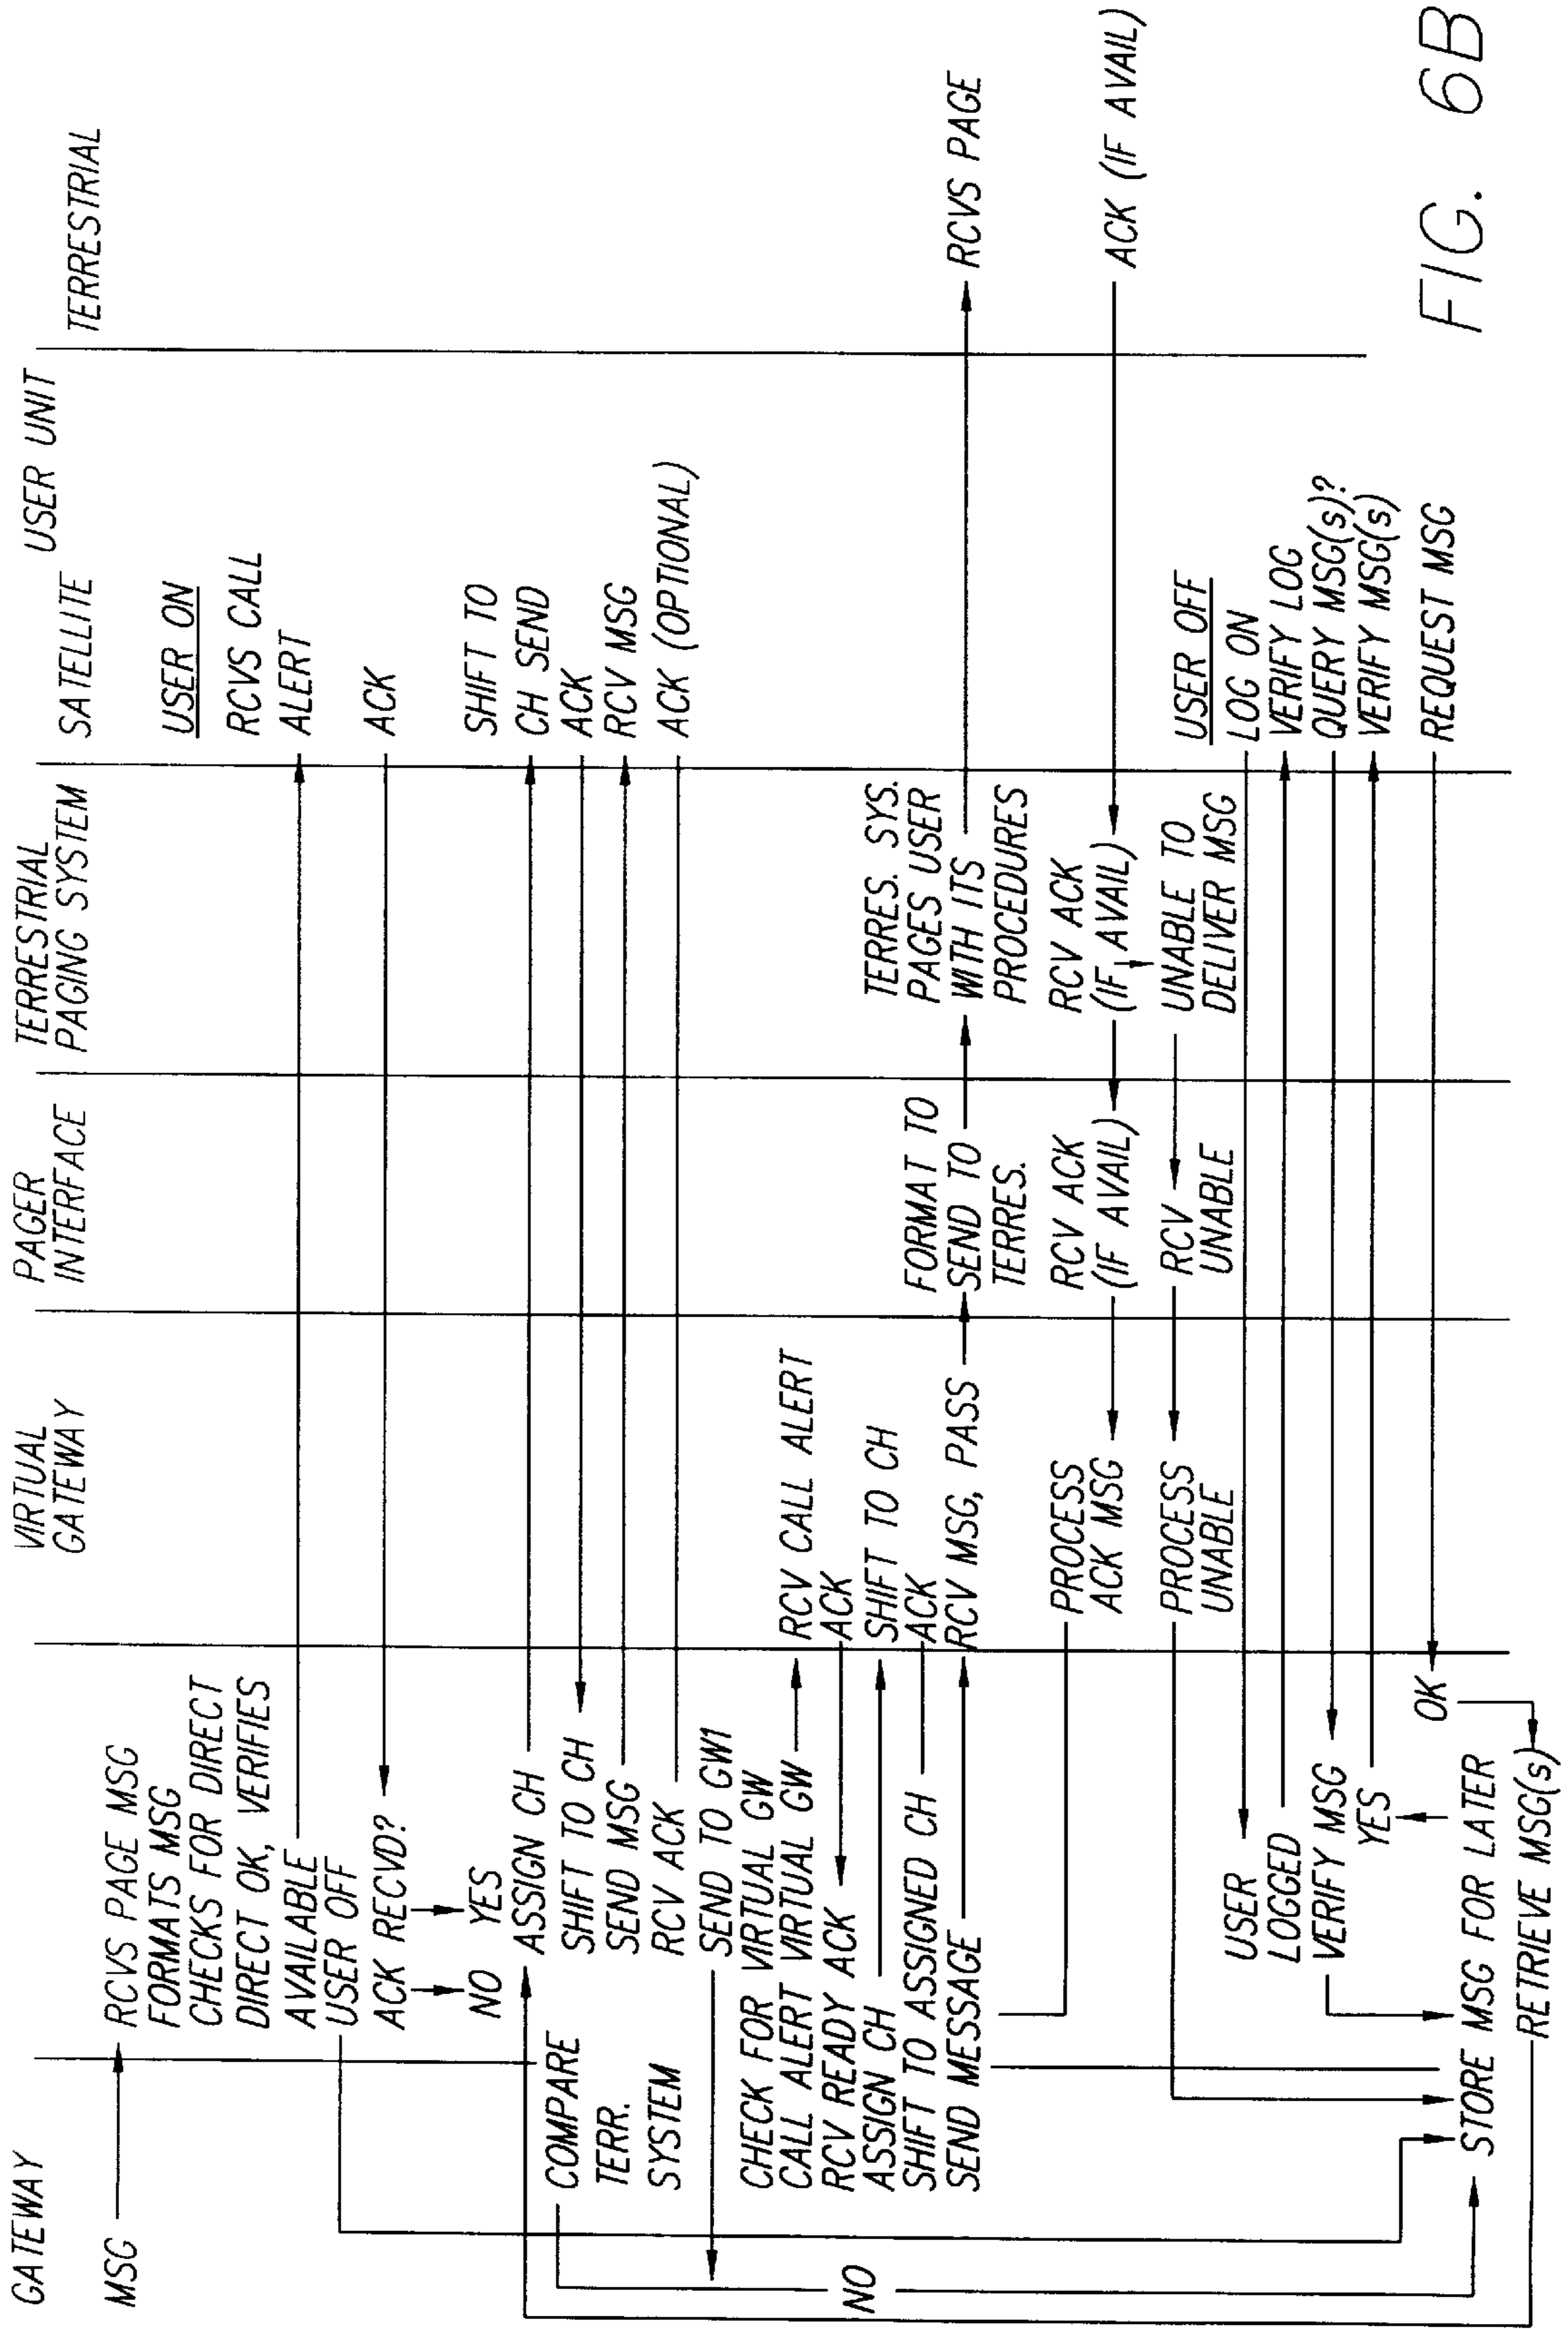 GATEWAY
VIRTUAL
GATEWAY
PAGER
INTERFACE
TERRESTRIAL
PAGING SYSTEM
USER UNIT
SATELLITE
TERRESTRIAL
MSG
RCVS PAGE MSG
FORMATS MSG
CHECKS FOR DIRECT
DIRECT OK, VERIFIES
AVAILABLE
USER OFF
ACK RECVD?
NO
YES
USER ON
RCVS CALL
ALERT
ACK
COMPARE
TERR.
SYSTEM
ASSIGN CH
SHIFT TO CH
SEND MSG
RCV ACK
SEND TO GW1
SHIFT TO
CH SEND
ACK
RCV MSG
ACK (OPTIONAL)
CHECK FOR VIRTUAL GW
CALL ALERT VIRTUAL GW
RCV READY ACK
ASSIGN CH
SHIFT TO ASSIGNED CH
SEND MESSAGE
RCV CALL ALERT
ACK
SHIFT TO CH
ACK
RCV MSG, PASS
FORMAT TO
SEND TO
TERRES.
TERRES. SYS.
PAGES USER
WITH ITS
PROCEDURES
RCVS PAGE
PROCESS
ACK MSG
RCV ACK
(IF AVAIL)
RCV ACK
(IF AVAIL)
ACK (IF AVAIL)
PROCESS
UNABLE
RCV
UNABLE
UNABLE TO
DELIVER MSG
USER OFF
LOG ON
VERIFY LOG
QUERY MSG(s)?
VERIFY MSG(s)
REQUEST MSG
USER
LOGGED
VERIFY MSG
YES
OK
NO
STORE MSG FOR LATER
RETRIEVE MSG(s)
FIG. 6B